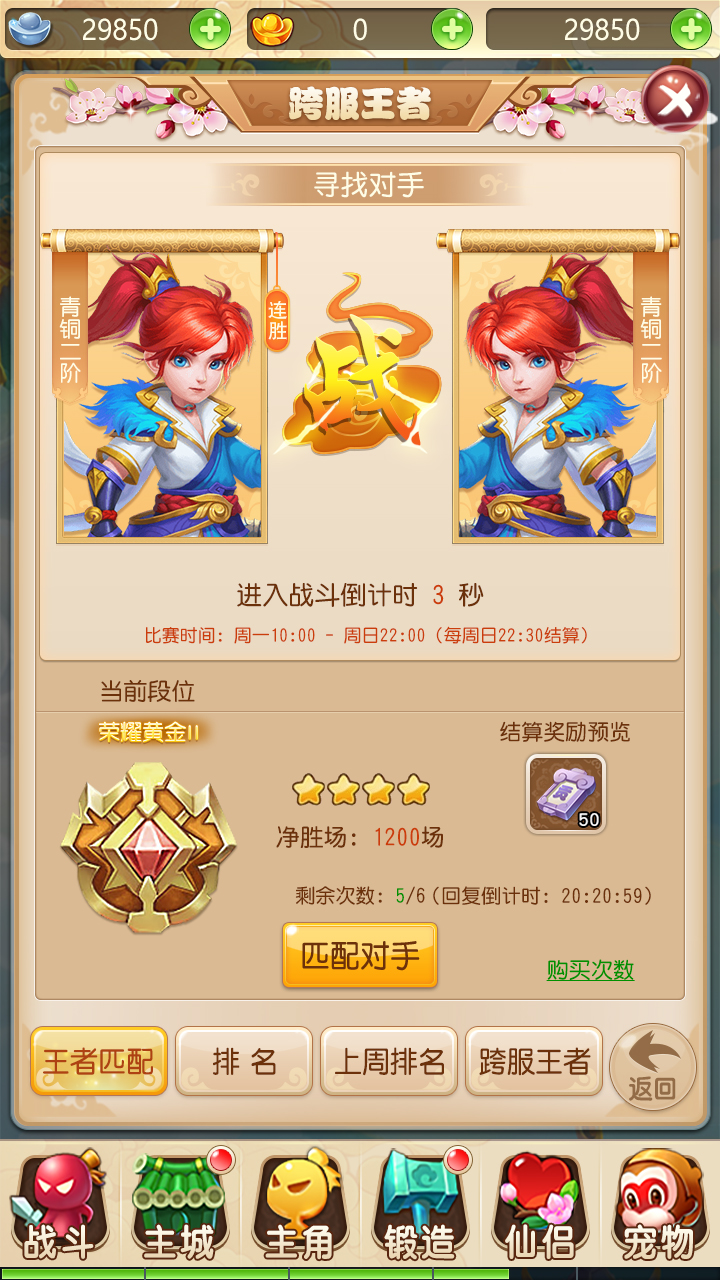 29850
0
29850
跨服王者
寻找对手
青铜二阶
连胜
战
青铜二阶
进入战斗倒计时 3 秒
比赛时间：周一10:00 - 周日22:00（每周日22:30结算）
当前段位
荣耀黄金II
结算奖励预览
50
净胜场：1200场
剩余次数：5/6(回复倒计时：20:20:59)
匹配对手
购买次数
王者匹配
排 名
上周排名
跨服王者
返回
战斗
主城
主角
锻造
仙侣
宠物